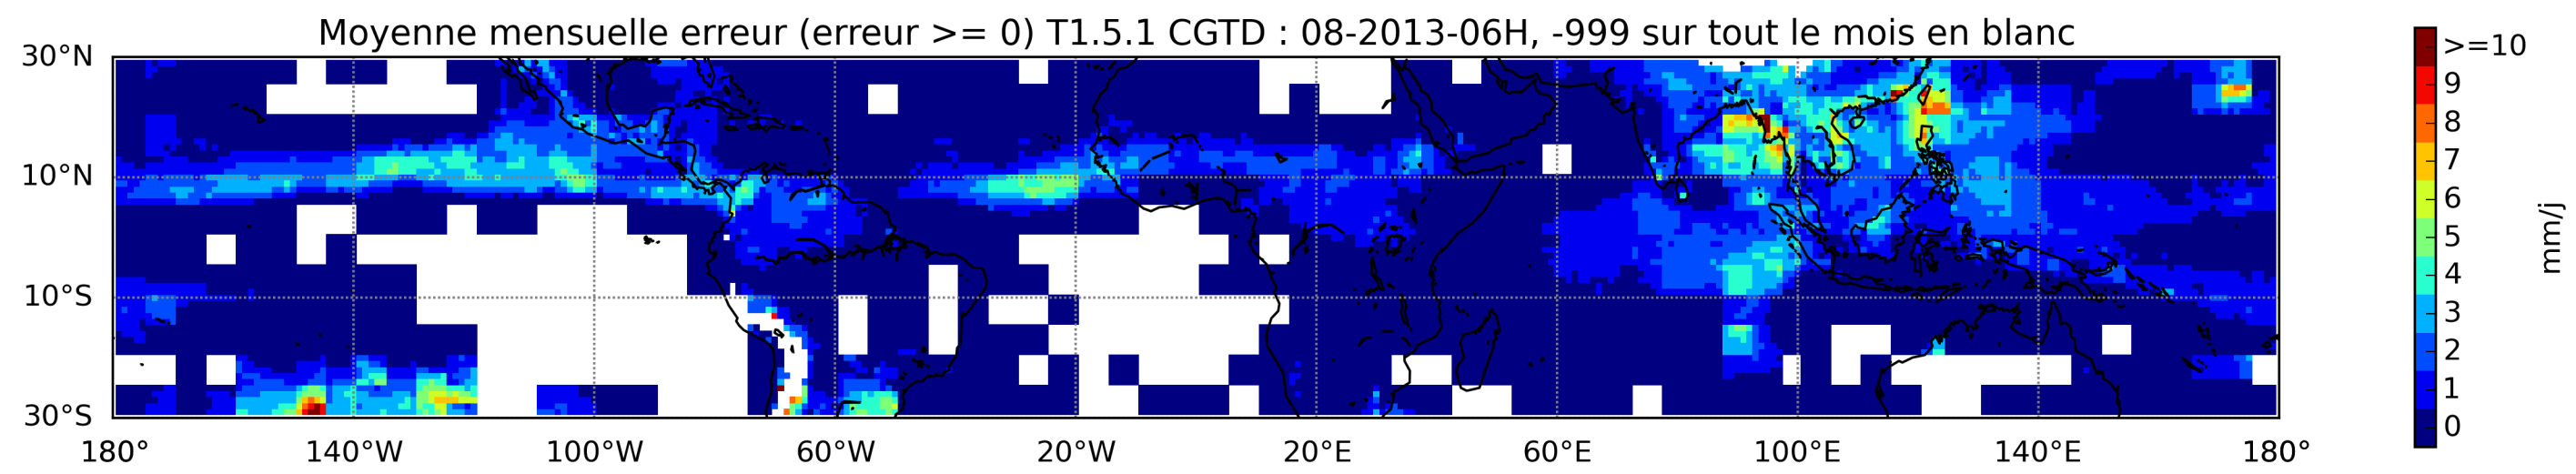 Moyenne mensuelle erreur (erreur >= 0) T1.5.1 CGTD : 08-2013-06H, -999 sur tout le mois en blanc
30°N
10°N
10°S
30°S
180° 140°W 100°W 60°W 20°W 20°E 60°E 100°E 140°E 180°
>=10
9
8
7
6
5
4
3
2
1
0
mm/j